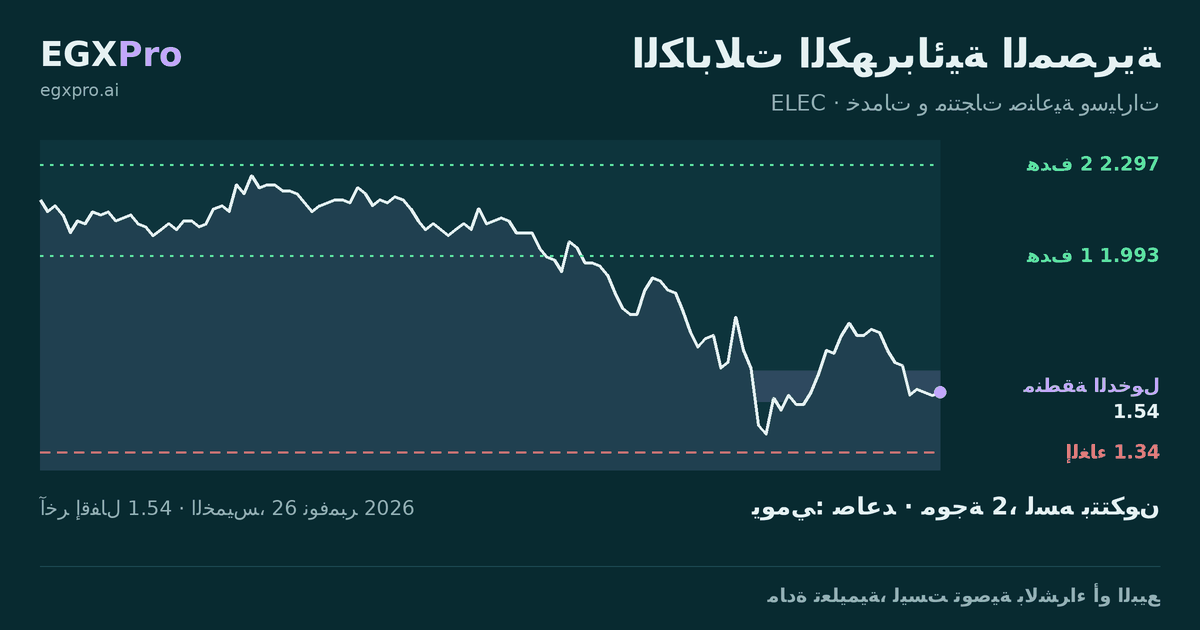 EGXPro
egxpro.ai
الكابلات الكهربائية المصرية
ELEC · خدمات و منتجات صناعية وسيارات
هدف 2 2.297
هدف 1 1.993
منطقة الدخول
1.54
إلغاء 1.34
يومي: صاعد · موجة 2، لسه بتتكون
آخر إقفال 1.54 · الخميس، 26 نوفمبر 2026
مادة تعليمية، ليست توصية بالشراء أو البيع